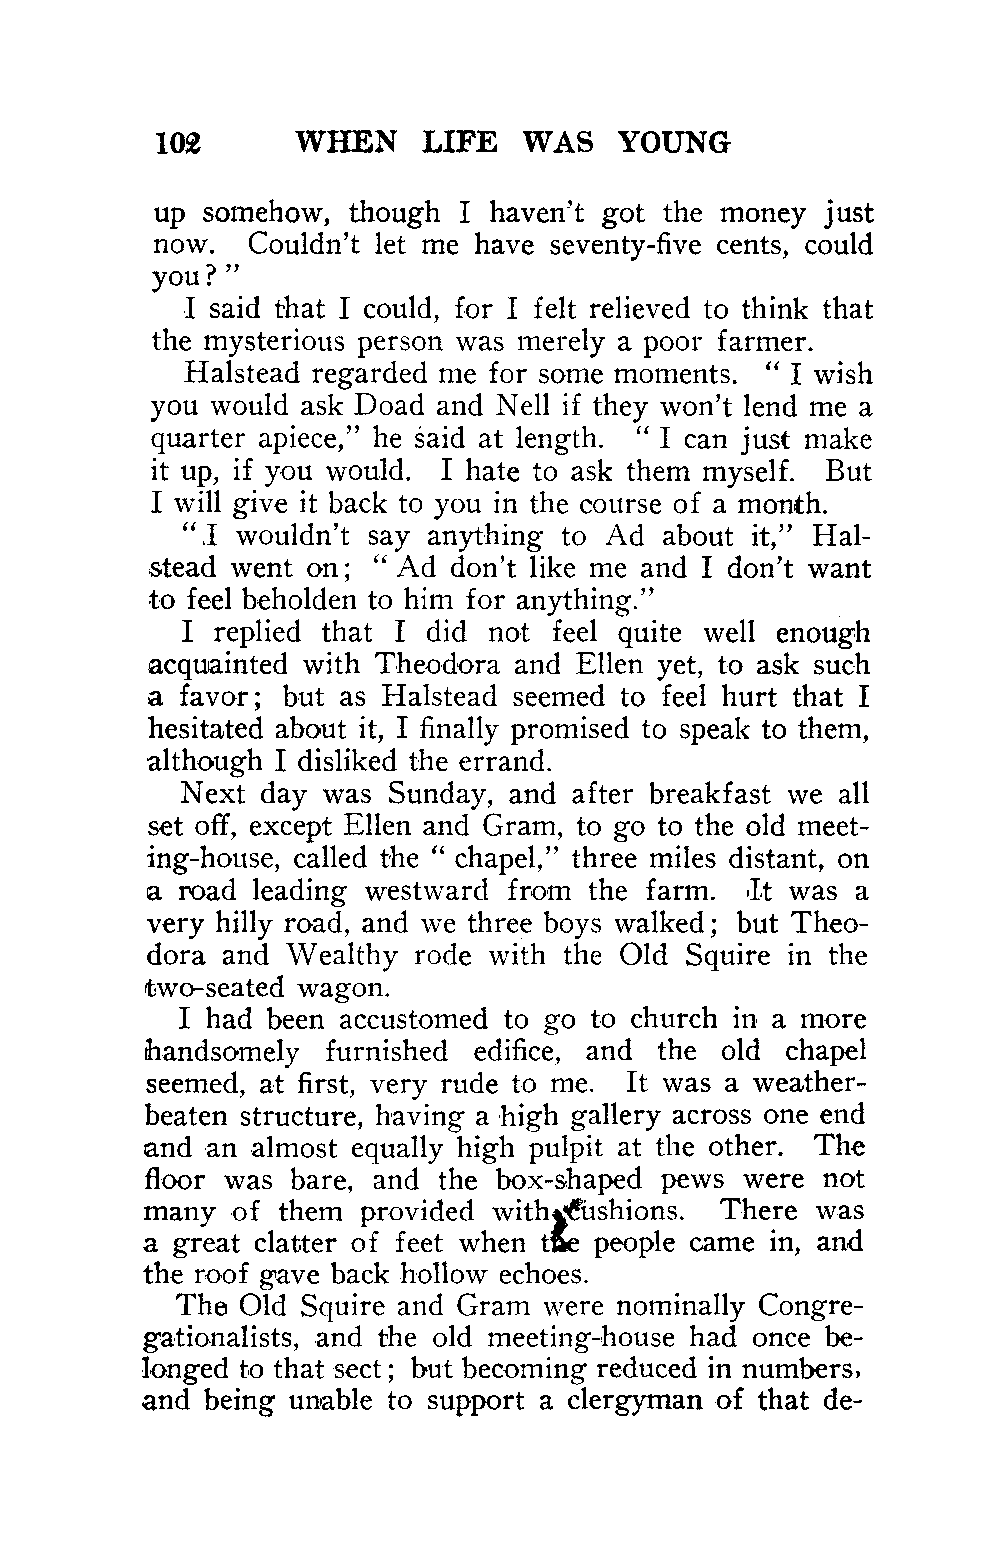 102 WHEN LIFE WAS YOUNG
up somehow, though I haven't got the money just
now. Couldn't let me have seventy-five cents, could
you?"
I said that I could, for I felt relieved to think that
the mysterious person was merely a poor farmer.
Halstead regarded me for some moments. "I wish
you would ask Doad and Nell if they won't lend me a
quarter apiece," he said at length. "I can just make
it up, if you would. I hate to ask them myself. But
I will give it back to you in the course of a month.
"I wouldn't say anything to Ad about it," Hal-
stead went on; "Ad don't like me and I don't want
to feel beholden to him for anything."
I replied that I did not feel quite well enough
acquainted with Theodora and Ellen yet, to ask such
a favor; but as Halstead seemed to feel hurt that I
hesitated about it, I finally promised to speak to them,
although I disliked the errand.
Next day was Sunday, and after breakfast we all
set off, except Ellen and Gram, to go to the old meet-
ing-house, called the "chapel," three miles distant, on
a road leading westward from the farm. It was a
very hilly road, and we three boys walked; but Theo-
dora and Wealthy rode with the Old Squire in the
two-seated wagon.
I had been accustomed to go to church in a more
handsomely furnished edifice, and the old chapel
seemed, at first, very rude to me. It was a weather-
beaten structure, having a high gallery across one end
and an almost equally high pulpit at the other. The
floor was bare, and the box-shaped pews were not
many of them provided with cushions. There was
a great clatter of feet when the people came in, and
the roof gave back hollow echoes.
The Old Squire and Gram were nominally Congre-
gationalists, and the old meeting-house had once be-
longed to that sect; but becoming reduced in numbers,
and being unable to support a clergyman of that de-